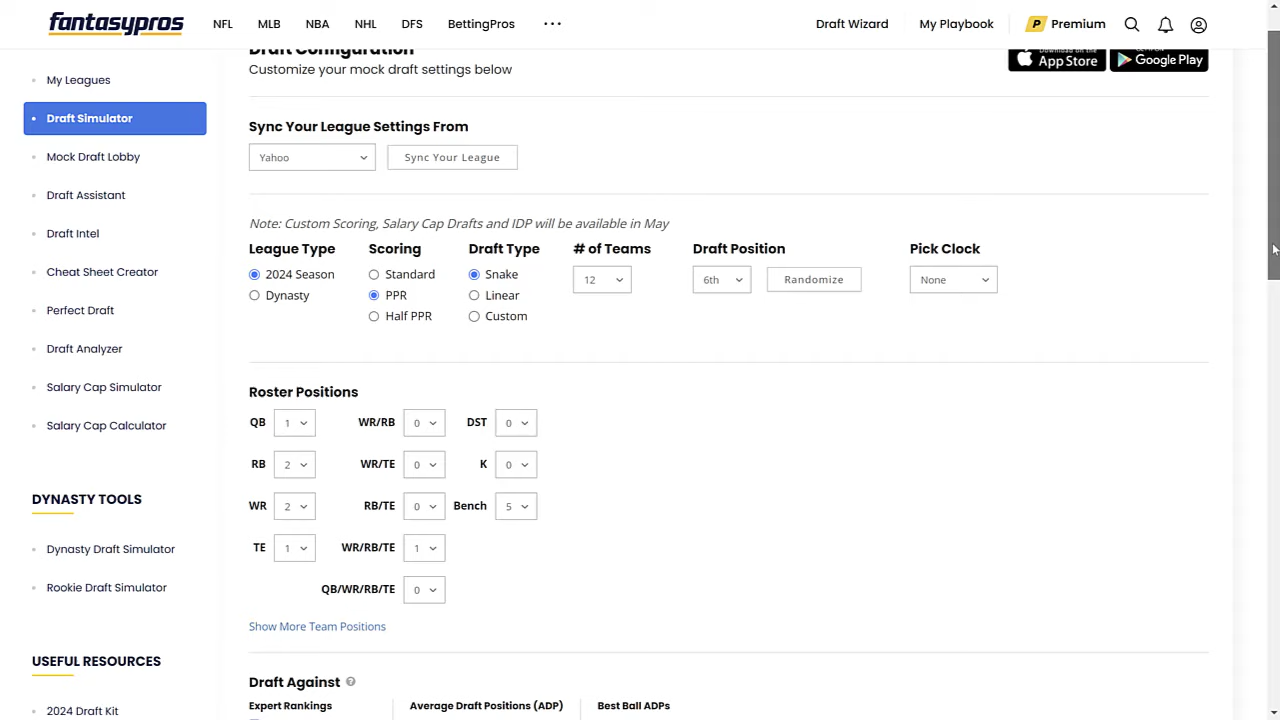 fantasypros NFL MLB NBA NHL DFS BettingPros ··· Draft Wizard My Playbook P Premium
Draft Configuration
Customize your mock draft settings below
Download on the App Store GET IT ON Google Play
My Leagues
Draft Simulator
Mock Draft Lobby
Draft Assistant
Draft Intel
Cheat Sheet Creator
Perfect Draft
Draft Analyzer
Salary Cap Simulator
Salary Cap Calculator
DYNASTY TOOLS
Dynasty Draft Simulator
Rookie Draft Simulator
USEFUL RESOURCES
2024 Draft Kit
Sync Your League Settings From
Yahoo Sync Your League
Note: Custom Scoring, Salary Cap Drafts and IDP will be available in May
League Type Scoring Draft Type # of Teams Draft Position Pick Clock
2024 Season Standard Snake 12 6th Randomize None
Dynasty PPR Linear
Half PPR Custom
Roster Positions
QB 1 WR/RB 0 DST 0
RB 2 WR/TE 0 K 0
WR 2 RB/TE 0 Bench 5
TE 1 WR/RB/TE 1
QB/WR/RB/TE 0
Show More Team Positions
Draft Against ?
Expert Rankings Average Draft Positions (ADP) Best Ball ADPs